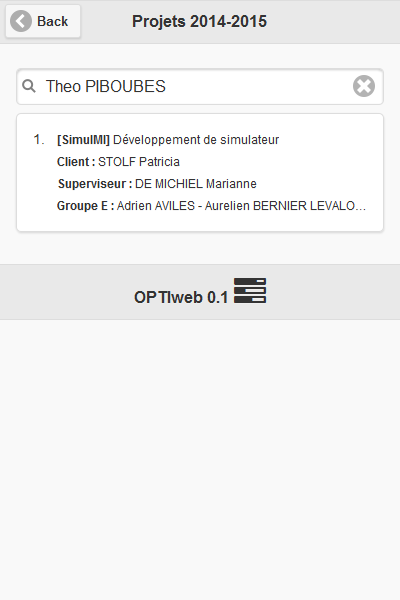 Back
Projets 2014-2015
Theo PIBOUBES
1. [SimulMI] Développement de simulateur
Client : STOLF Patricia
Superviseur : DE MICHIEL Marianne
Groupe E : Adrien AVILES - Aurelien BERNIER LEVALO...
OPTIweb 0.1